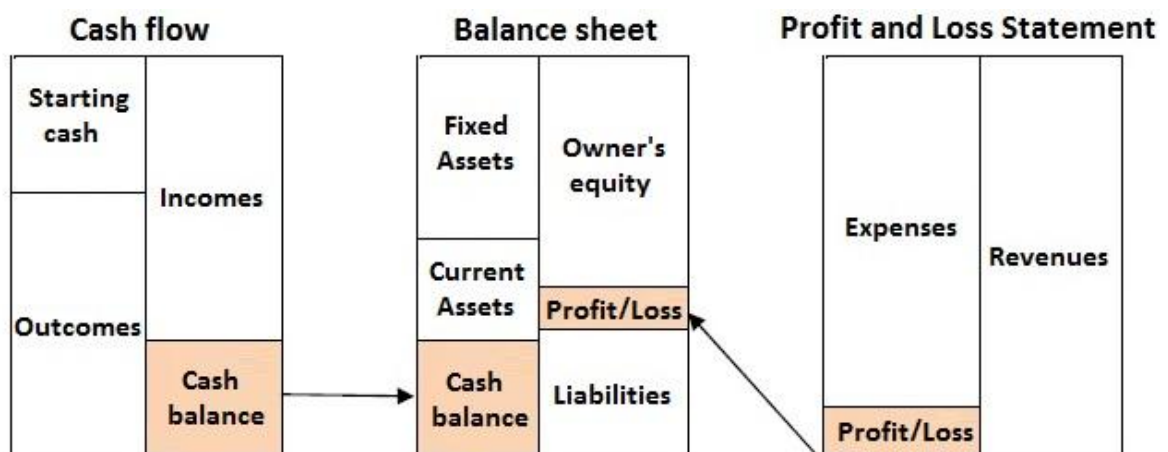 Cash flow
Starting
cash
Outcomes
Incomes
Cash
balance
Balance sheet
Fixed
Assets
Current
Assets
Cash
balance
Owner's
equity
Profit/Loss
Liabilities
Profit and Loss Statement
Expenses
Profit/Loss
Revenues